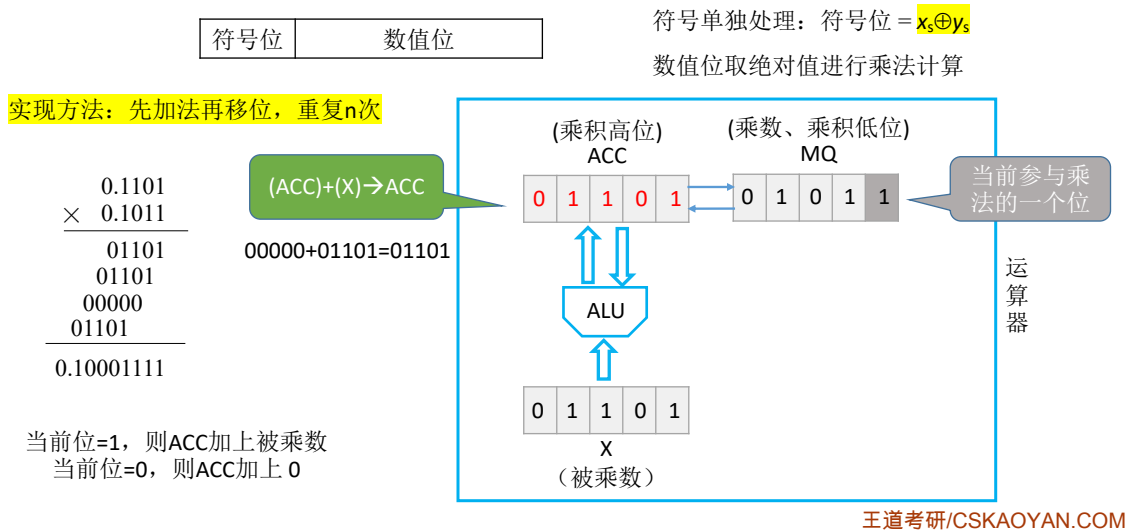 符号位 数值位
符号单独处理：符号位 = xₛ⊕yₛ
数值位取绝对值进行乘法计算
实现方法：先加法再移位，重复n次
0.1101
× 0.1011
01101
01101
00000
01101
0.10001111
当前位=1，则ACC加上被乘数
当前位=0，则ACC加上 0
(ACC)+(X)→ACC
00000+01101=01101
(乘积高位)
ACC
0 1 1 0 1
(乘数、乘积低位)
MQ
0 1 0 1 1
当前参与乘
法的一个位
ALU
0 1 1 0 1
X
（被乘数）
运
算
器
王道考研/CSKAOYAN.COM